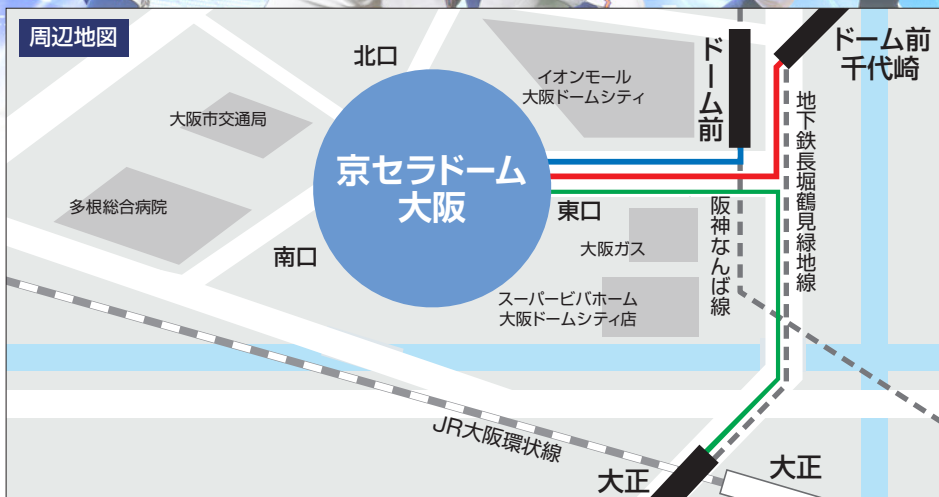 周辺地図
北口
イオンモール
大阪ドームシティ
ドーム前
ドーム前
千代崎
大阪市交通局
京セラドーム
大阪
多根総合病院
東口
南口
大阪ガス
スーパービバホーム
大阪ドームシティ店
阪神なんば線
地下鉄長堀鶴見緑地線
JR大阪環状線
大正
大正